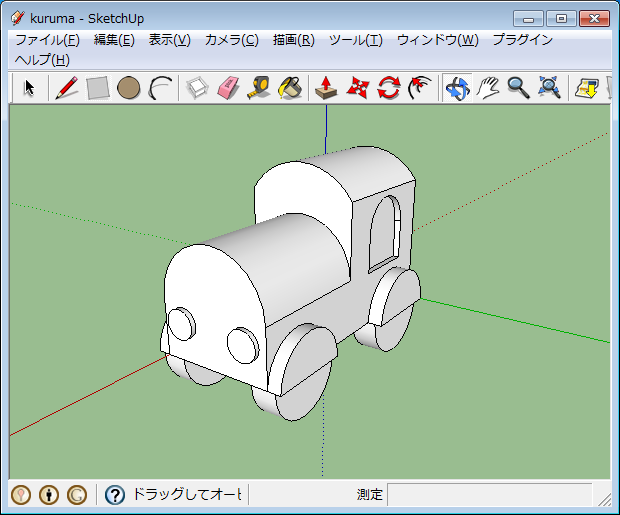 kuruma - SketchUp
ファイル(F) 編集(E) 表示(V) カメラ(C) 描画(R) ツール(T) ウィンドウ(W) プラグイン
ヘルプ(H)
ドラッグしてオービ 測定